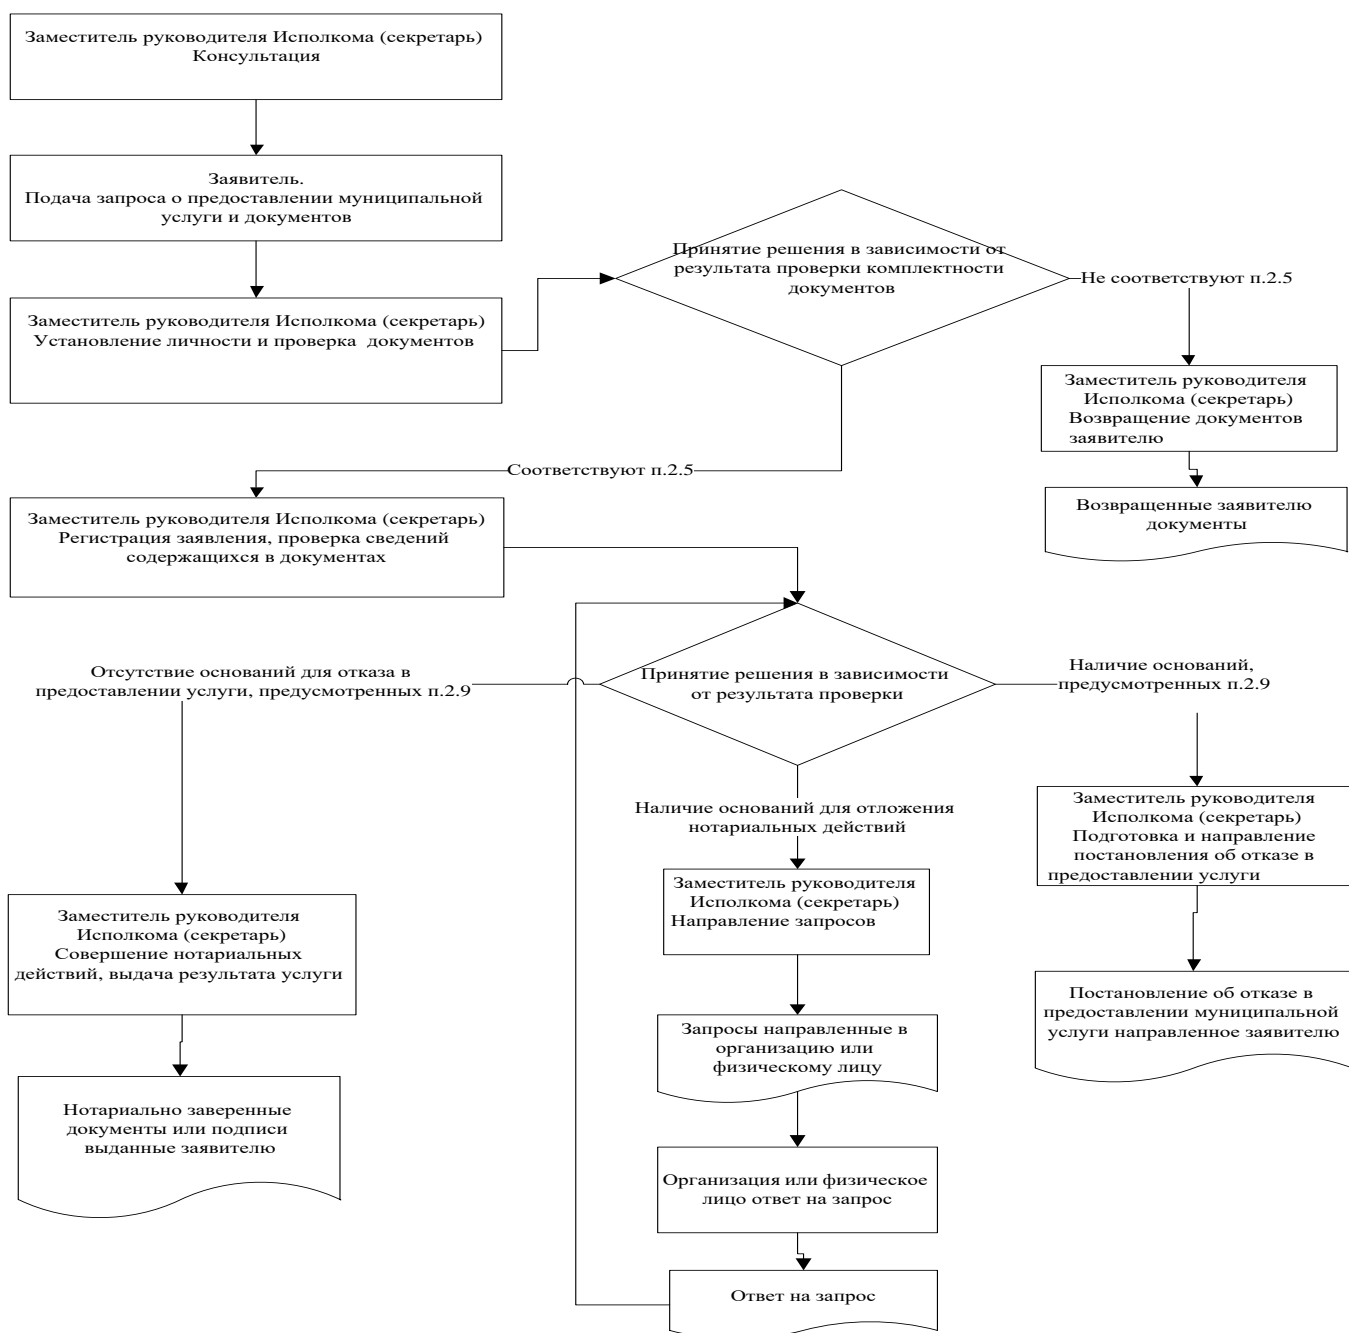 Заместитель руководителя Исполкома (секретарь)
Консультация
Заявитель.
Подача запроса о предоставлении муниципальной
услуги и документов
Заместитель руководителя Исполкома (секретарь)
Установление личности и проверка документов
Принятие решения в зависимости от
результата проверки комплектности
документов
Не соответствуют п.2.5
Заместитель руководителя
Исполкома (секретарь)
Возвращение документов
заявителю
Возвращенные заявителю
документы
Соответствуют п.2.5
Заместитель руководителя Исполкома (секретарь)
Регистрация заявления, проверка сведений
содержащихся в документах
Принятие решения в зависимости
от результата проверки
Отсутствие оснований для отказа в
предоставлении услуги, предусмотренных п.2.9
Наличие оснований,
предусмотренных п.2.9
Наличие оснований для отложения
нотариальных действий
Заместитель руководителя
Исполкома (секретарь)
Совершение нотариальных
действий, выдача результата услуги
Нотариально заверенные
документы или подписи
выданные заявителю
Заместитель руководителя
Исполкома (секретарь)
Направление запросов
Запросы направленные в
организацию или
физическому лицу
Организация или физическое
лицо ответ на запрос
Ответ на запрос
Заместитель руководителя
Исполкома (секретарь)
Подготовка и направление
постановления об отказе в
предоставлении услуги
Постановление об отказе в
предоставлении муниципальной
услуги направленное заявителю